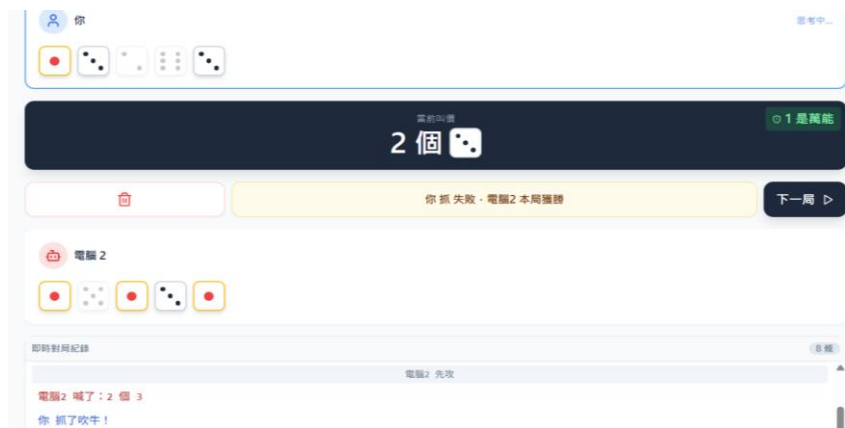 你
思考中...
當前叫價
2 個
1 是萬能
你 抓 失敗 · 電腦2 本局獲勝
下一局
電腦 2
即時對局紀錄
8 條
電腦2 先攻
電腦2 喊了：2 個 3
你 抓了吹牛！